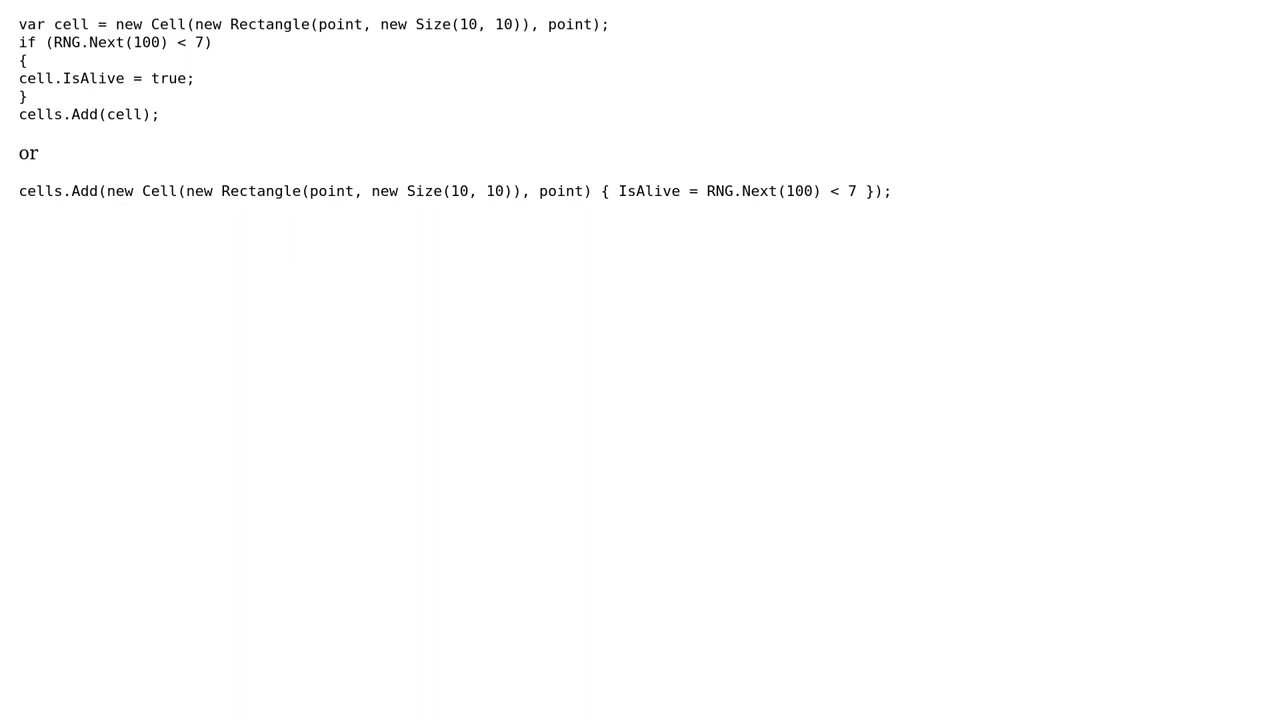 var cell = new Cell(new Rectangle(point, new Size(10, 10)), point);
if (RNG.Next(100) < 7)
{
cell.IsAlive = true;
}
cells.Add(cell);
or
cells.Add(new Cell(new Rectangle(point, new Size(10, 10)), point) { IsAlive = RNG.Next(100) < 7 });